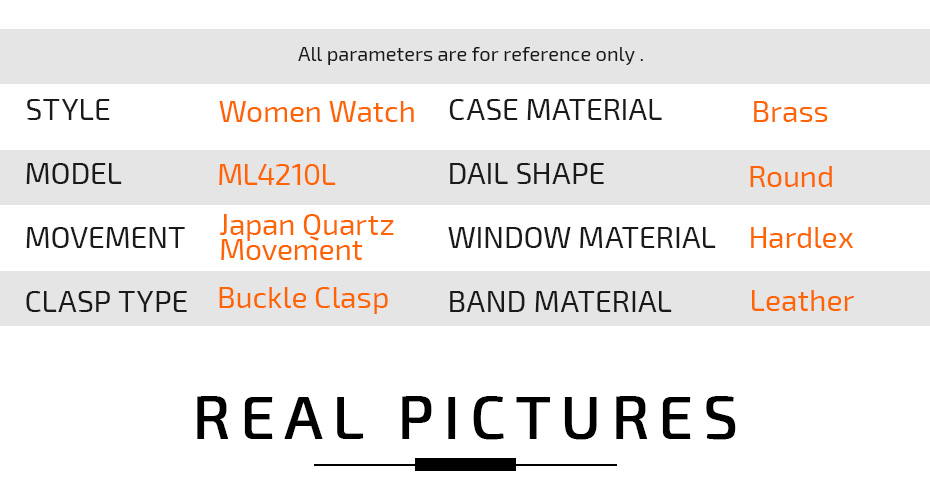 All parameters are for reference only .
STYLE Women Watch CASE MATERIAL Brass
MODEL ML4210L DAIL SHAPE Round
MOVEMENT Japan Quartz Movement WINDOW MATERIAL Hardlex
CLASP TYPE Buckle Clasp BAND MATERIAL Leather
REAL PICTURES